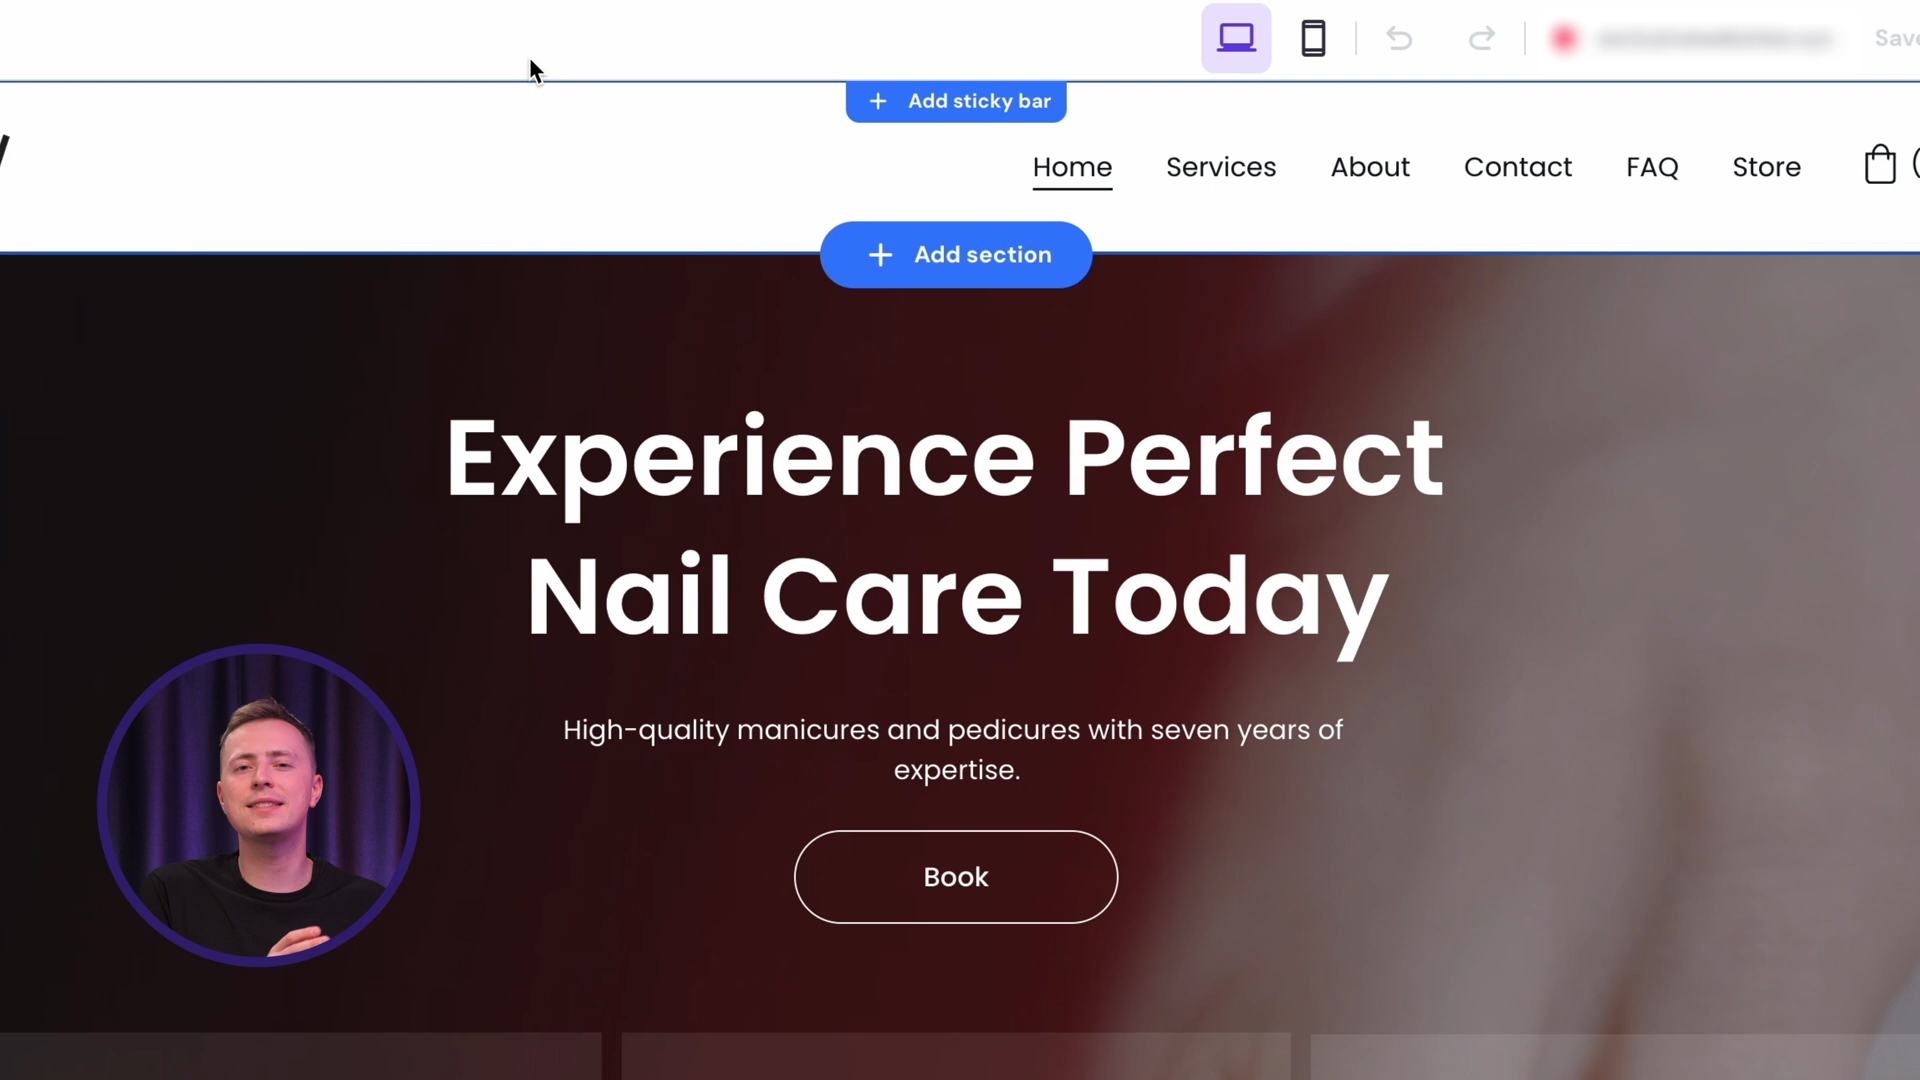 Save
+ Add sticky bar
Home Services About Contact FAQ Store
+ Add section
Experience Perfect
Nail Care Today
High-quality manicures and pedicures with seven years of
expertise.
Book